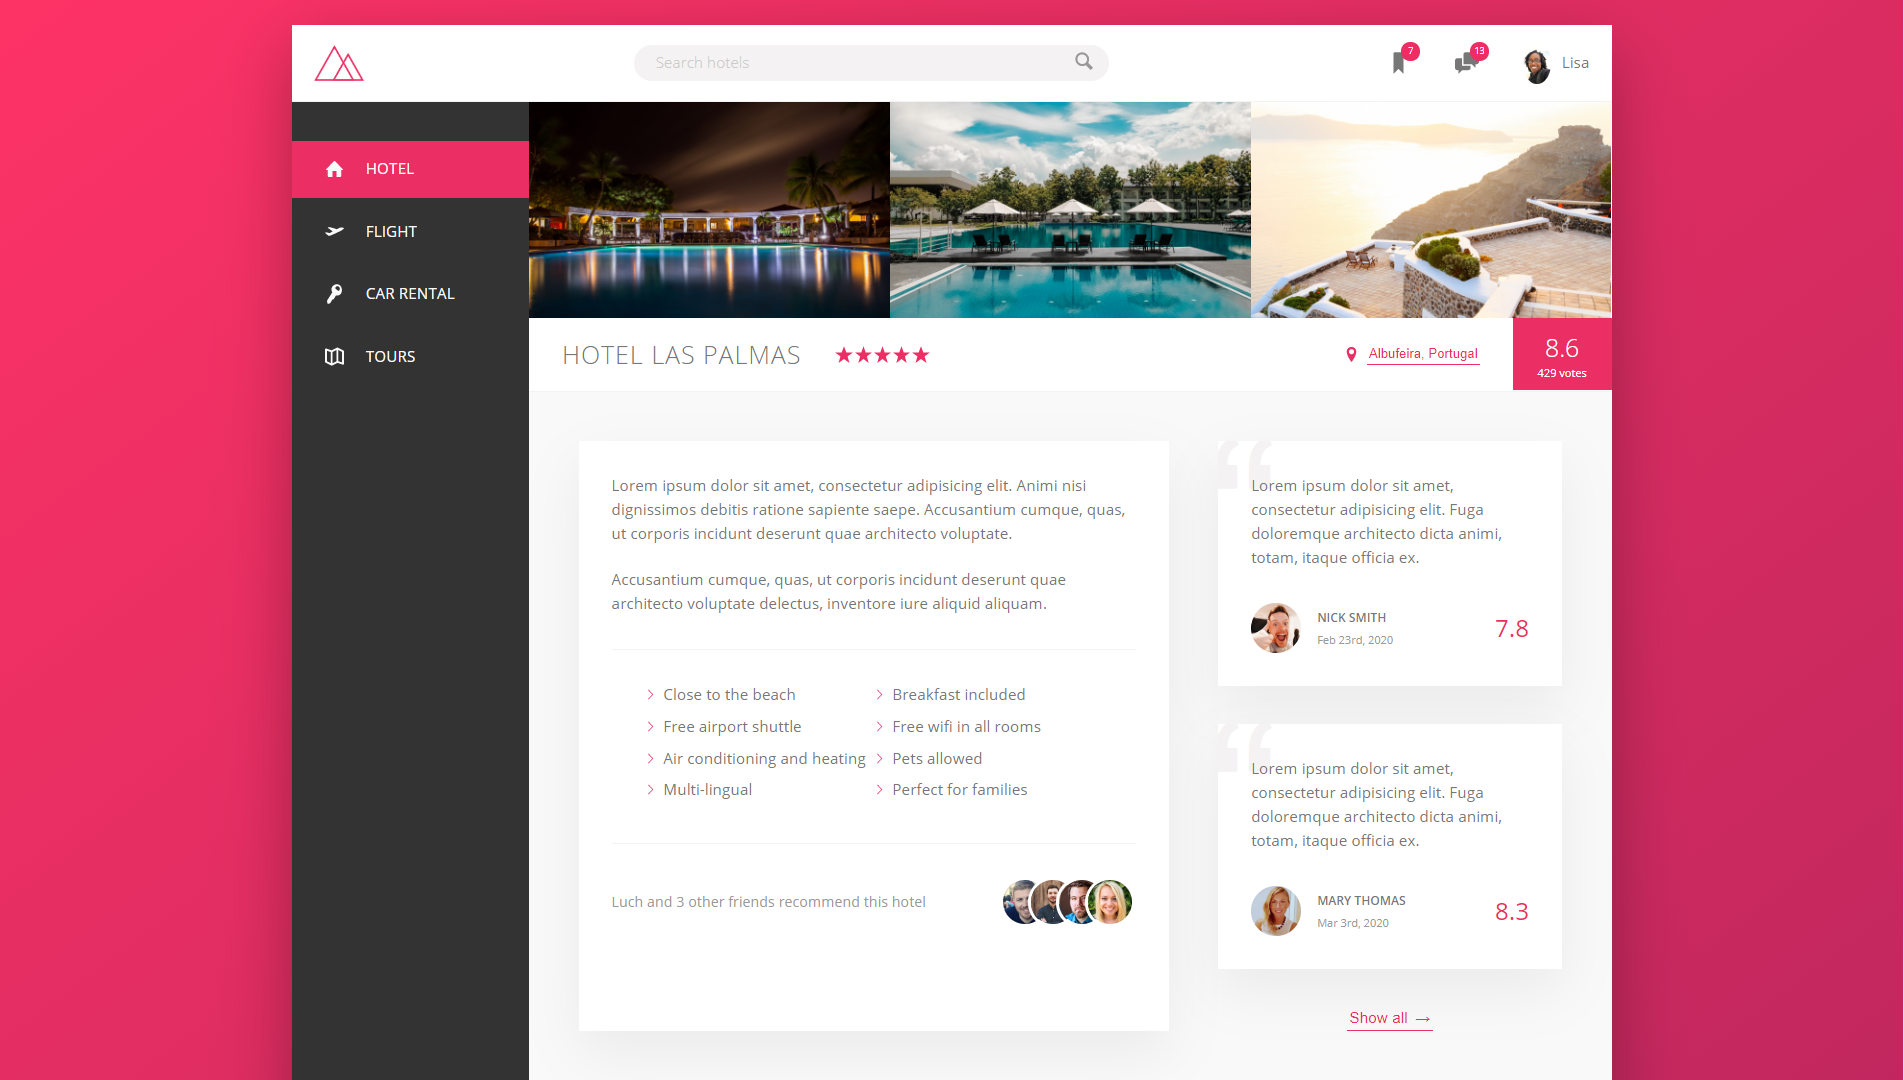 Search hotels
7
13
Lisa
HOTEL
FLIGHT
CAR RENTAL
TOURS
HOTEL LAS PALMAS
Albufeira, Portugal
8.6
429 votes
Lorem ipsum dolor sit amet, consectetur adipisicing elit. Animi nisi
dignissimos debitis ratione sapiente saepe. Accusantium cumque, quas,
ut corporis incidunt deserunt quae architecto voluptate.
Accusantium cumque, quas, ut corporis incidunt deserunt quae
architecto voluptate delectus, inventore iure aliquid aliquam.
Close to the beach
Breakfast included
Free airport shuttle
Free wifi in all rooms
Air conditioning and heating
Pets allowed
Multi-lingual
Perfect for families
Luch and 3 other friends recommend this hotel
“
Lorem ipsum dolor sit amet,
consectetur adipisicing elit. Fuga
doloremque architecto dicta animi,
totam, itaque officia ex.
NICK SMITH
Feb 23rd, 2020
7.8
“
Lorem ipsum dolor sit amet,
consectetur adipisicing elit. Fuga
doloremque architecto dicta animi,
totam, itaque officia ex.
MARY THOMAS
Mar 3rd, 2020
8.3
Show all →